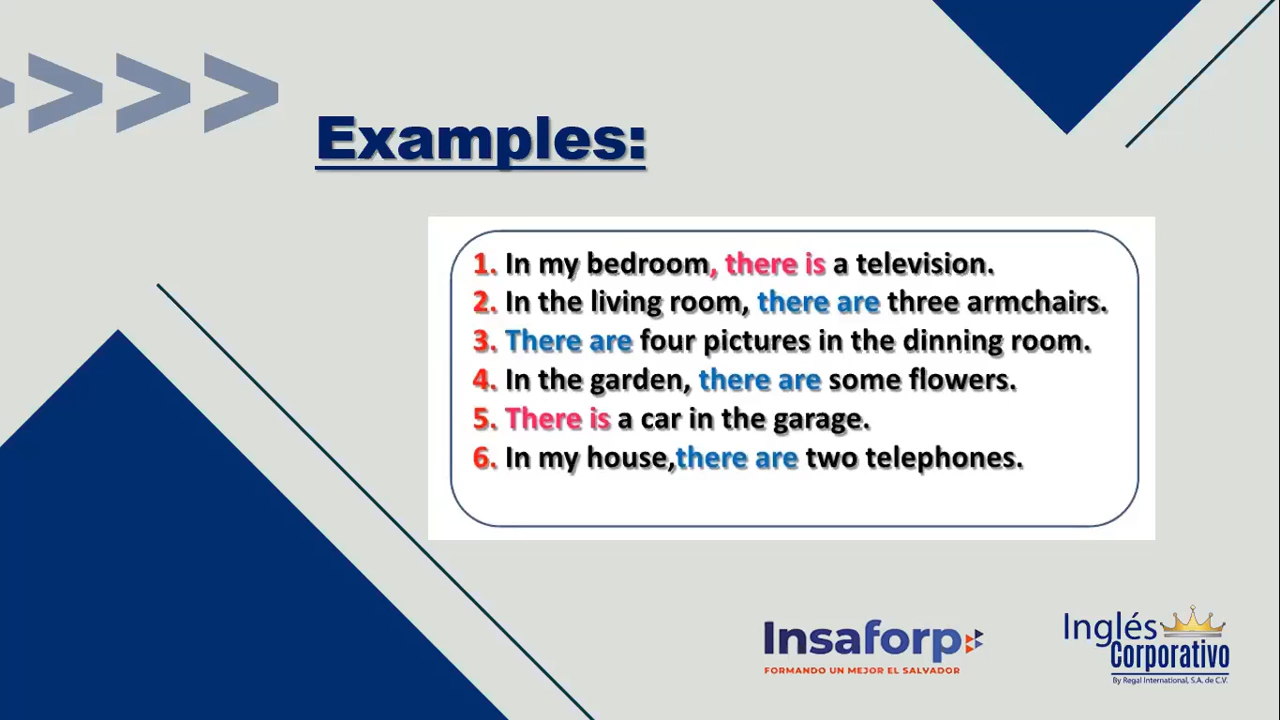 Examples:
1. In my bedroom, there is a television.
2. In the living room, there are three armchairs.
3. There are four pictures in the dinning room.
4. In the garden, there are some flowers.
5. There is a car in the garage.
6. In my house,there are two telephones.
Insaforp
FORMANDO UN MEJOR EL SALVADOR
Inglés
Corporativo
By Regal International, S.A. de C.V.